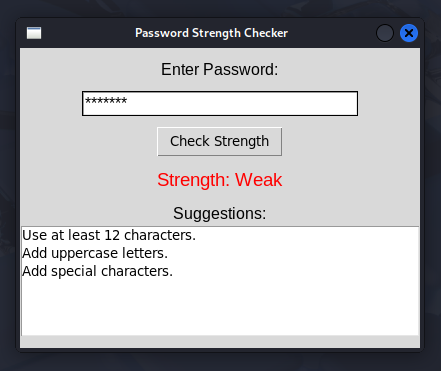 Password Strength Checker
Enter Password:
*******
Check Strength
Strength: Weak
Suggestions:
Use at least 12 characters.
Add uppercase letters.
Add special characters.